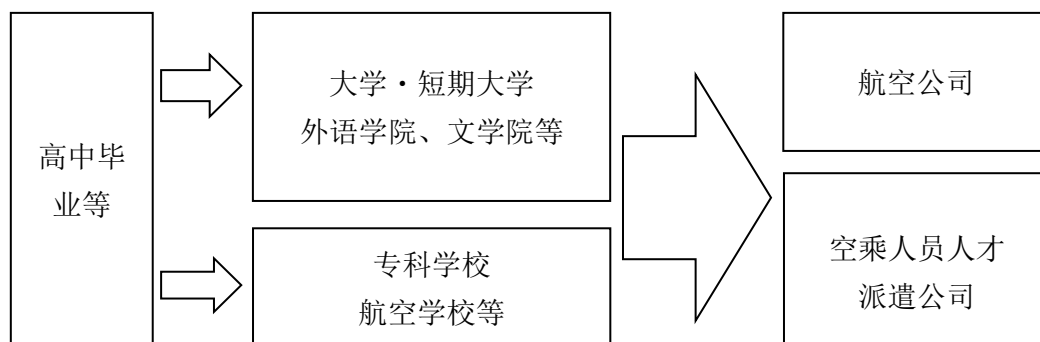 高中毕
业等
大学・短期大学
外语学院、文学院等
专科学校
航空学校等
航空公司
空乘人员人才
派遣公司